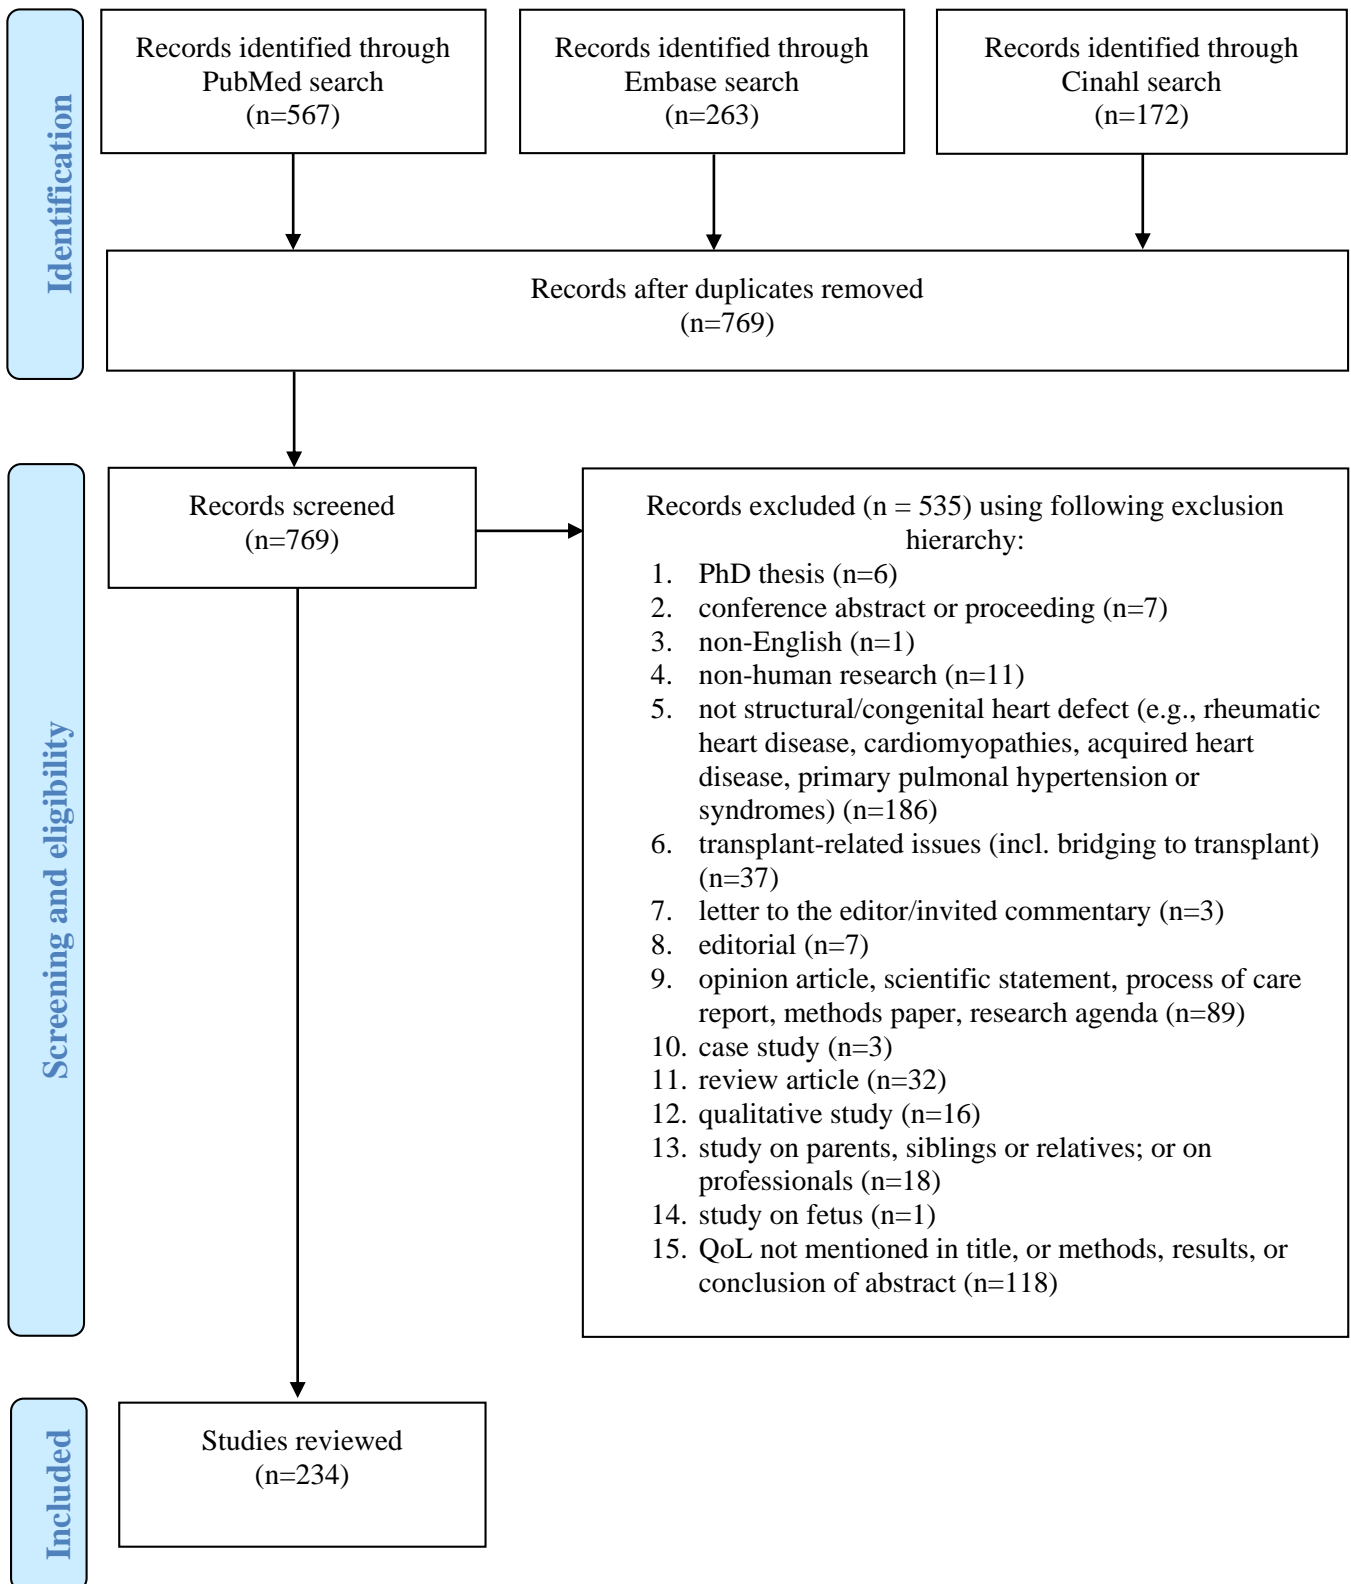 Identification
Records identified through
PubMed search
(n=567)
Records identified through
Embase search
(n=263)
Records identified through
Cinahl search
(n=172)
Records after duplicates removed
(n=769)
Screening and eligibility
Records screened
(n=769)
Records excluded (n = 535) using following exclusion
hierarchy:
1. PhD thesis (n=6)
2. conference abstract or proceeding (n=7)
3. non-English (n=1)
4. non-human research (n=11)
5. not structural/congenital heart defect (e.g., rheumatic
heart disease, cardiomyopathies, acquired heart
disease, primary pulmonal hypertension or
syndromes) (n=186)
6. transplant-related issues (incl. bridging to transplant)
(n=37)
7. letter to the editor/invited commentary (n=3)
8. editorial (n=7)
9. opinion article, scientific statement, process of care
report, methods paper, research agenda (n=89)
10. case study (n=3)
11. review article (n=32)
12. qualitative study (n=16)
13. study on parents, siblings or relatives; or on
professionals (n=18)
14. study on fetus (n=1)
15. QoL not mentioned in title, or methods, results, or
conclusion of abstract (n=118)
Included
Studies reviewed
(n=234)